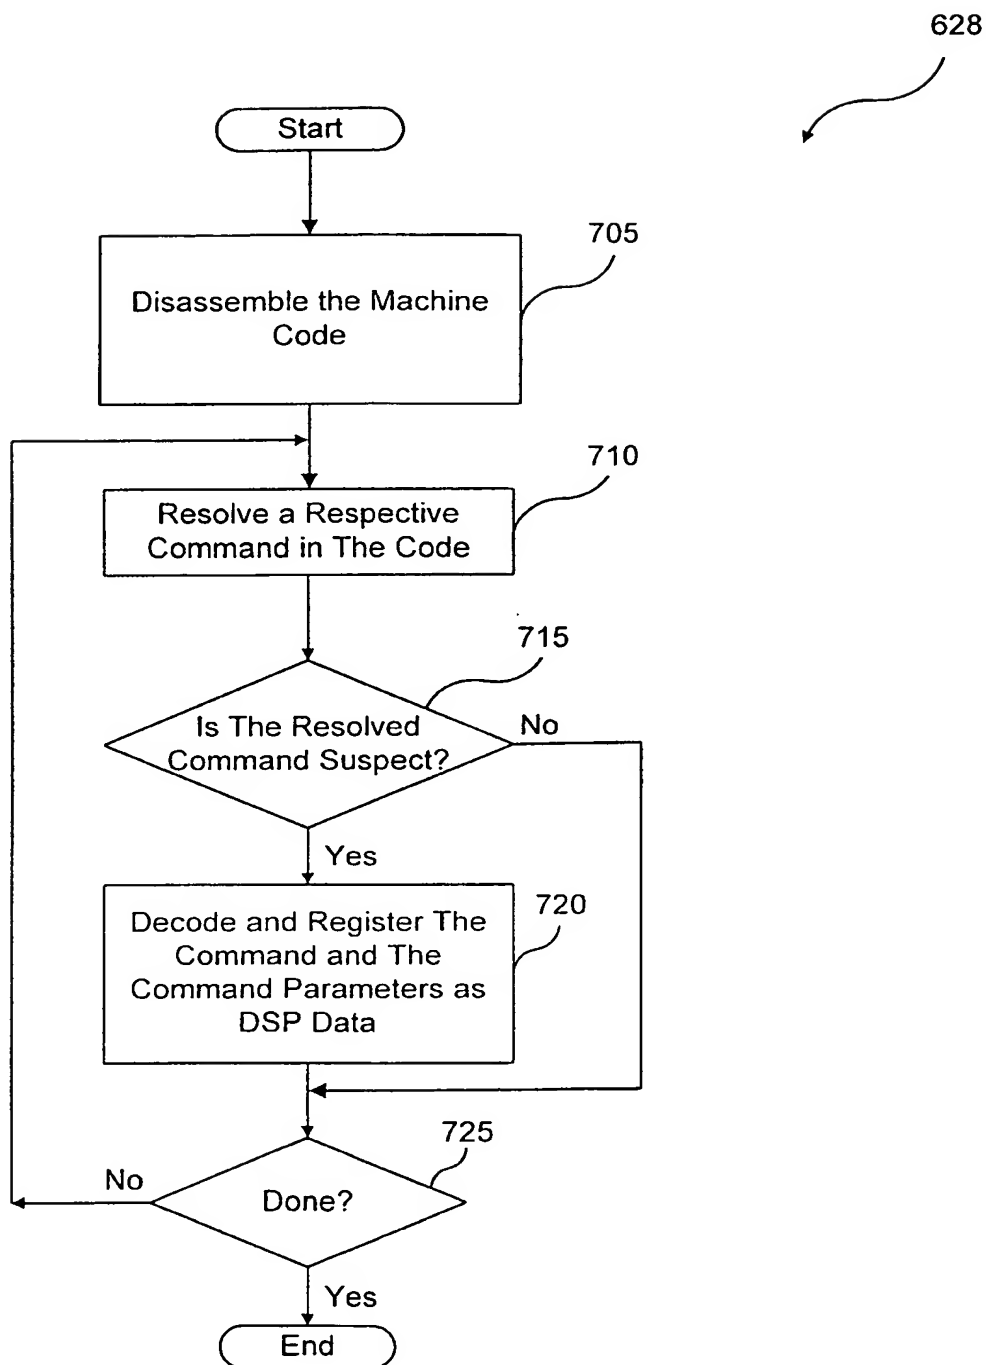 628
Start
705
Disassemble the Machine
Code
710
Resolve a Respective
Command in The Code
715
Is The Resolved
Command Suspect?
No
Yes
720
Decode and Register The
Command and The
Command Parameters as
DSP Data
725
No
Done?
Yes
End